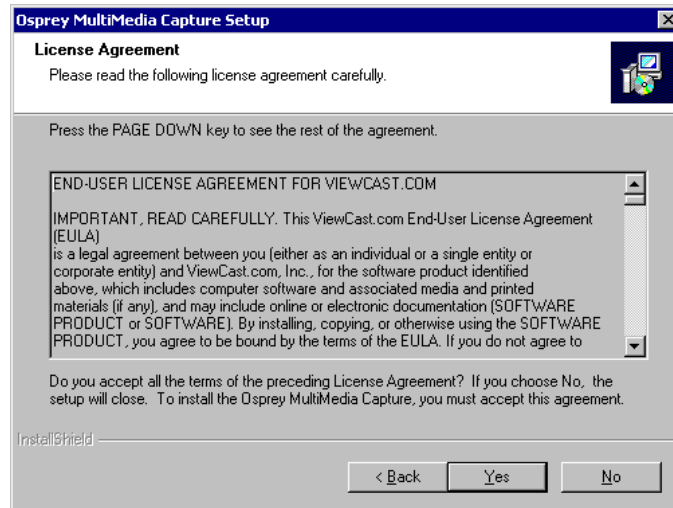 Osprey MultiMedia Capture Setup
License Agreement
Please read the following license agreement carefully.
Press the PAGE DOWN key to see the rest of the agreement.
END-USER LICENSE AGREEMENT FOR VIEWCAST.COM
IMPORTANT, READ CAREFULLY. This ViewCast.com End-User License Agreement
(EULA)
is a legal agreement between you (either as an individual or a single entity or
corporate entity) and ViewCast.com, Inc., for the software product identified
above, which includes computer software and associated media and printed
materials (if any), and may include online or electronic documentation (SOFTWARE
PRODUCT or SOFTWARE). By installing, copying, or otherwise using the SOFTWARE
PRODUCT, you agree to be bound by the terms of the EULA. If you do not agree to
Do you accept all the terms of the preceding License Agreement? If you choose No, the
setup will close. To install the Osprey MultiMedia Capture, you must accept this agreement.
InstallShield
< Back Yes No